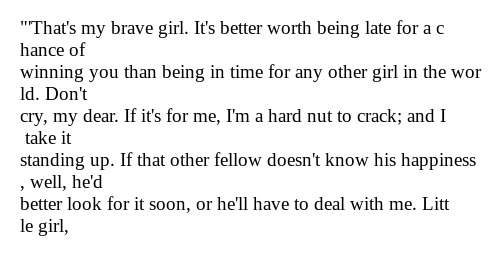 "'That's my brave girl. It's better worth being late for a c
hance of
winning you than being in time for any other girl in the wor
ld. Don't
cry, my dear. If it's for me, I'm a hard nut to crack; and I
 take it
standing up. If that other fellow doesn't know his happiness
, well, he'd
better look for it soon, or he'll have to deal with me. Litt
le girl,